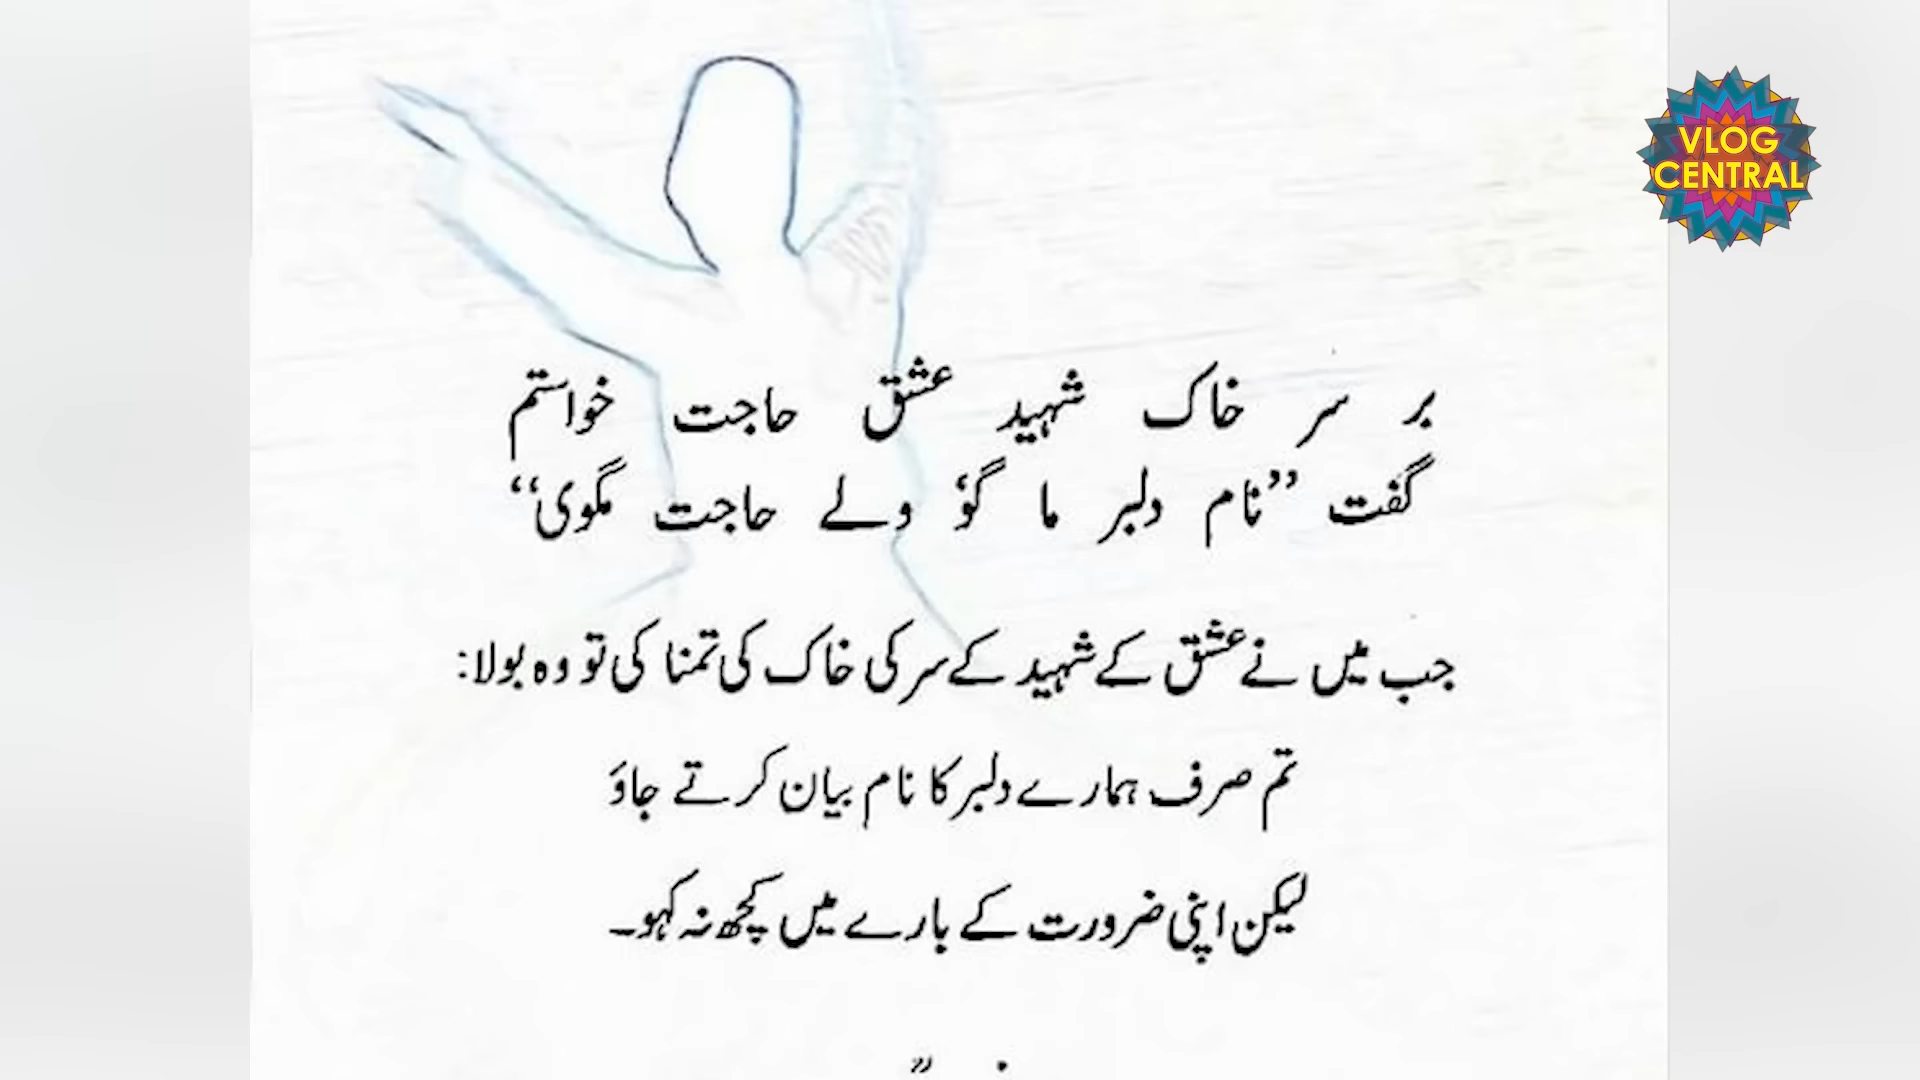 بر سر خاک شہید عشق حاجت خواستم
گفت ”نام دلبر ما گوٗ ولے حاجت مگوی“
جب میں نے عشق کے شہید کے سر کی خاک کی تمنا کی تو وہ بولا:
تم صرف ہمارے دلبر کا نام بیان کرتے جاؤ
لیکن اپنی ضرورت کے بارے میں کچھ نہ کہو۔
VLOG
CENTRAL